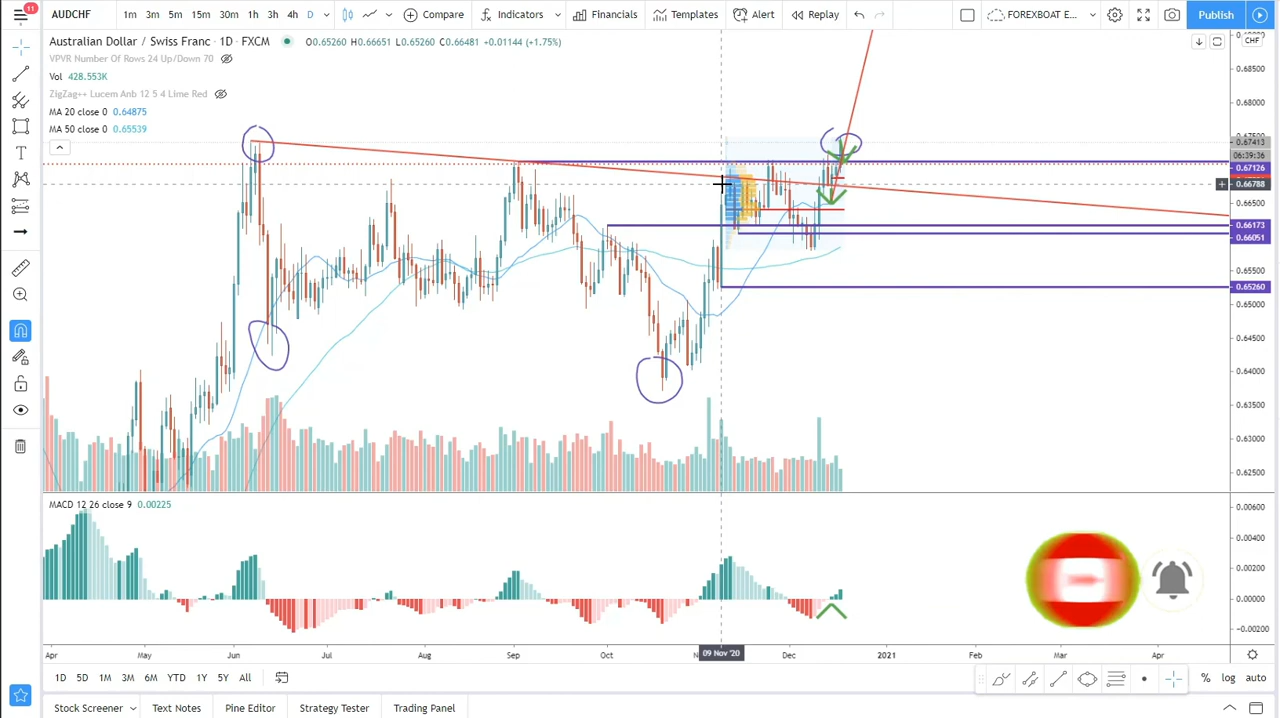 11
AUDCHF 1m 3m 5m 15m 30m 1h 3h 4h D Compare Indicators Financials Templates Alert Replay FOREXBOAT E... Publish
Australian Dollar / Swiss Franc · 1D · FXCM O0.65260 H0.66651 L0.65260 C0.66481 +0.01144 (+1.75%)
VPVR Number Of Rows 24 Up/Down 70
Vol 428.553K
ZigZag++ Lucem Anb 12 5 4 Lime Red
MA 20 close 0 0.64875
MA 50 close 0 0.65539
CHF
0.68500
0.68000
0.67413
06:39:36
0.67126
0.66788
0.66500
0.66173
0.66051
0.65500
0.65260
0.65000
0.64500
0.64000
0.63500
0.63000
0.62500
MACD 12 26 close 9 0.00225
0.00600
0.00400
0.00200
0.00000
-0.00200
Apr May Jun Jul Aug Sep Oct 09 Nov '20 Dec 2021 Feb Mar Apr
1D 5D 1M 3M 6M YTD 1Y 5Y All % log auto
Stock Screener Text Notes Pine Editor Strategy Tester Trading Panel